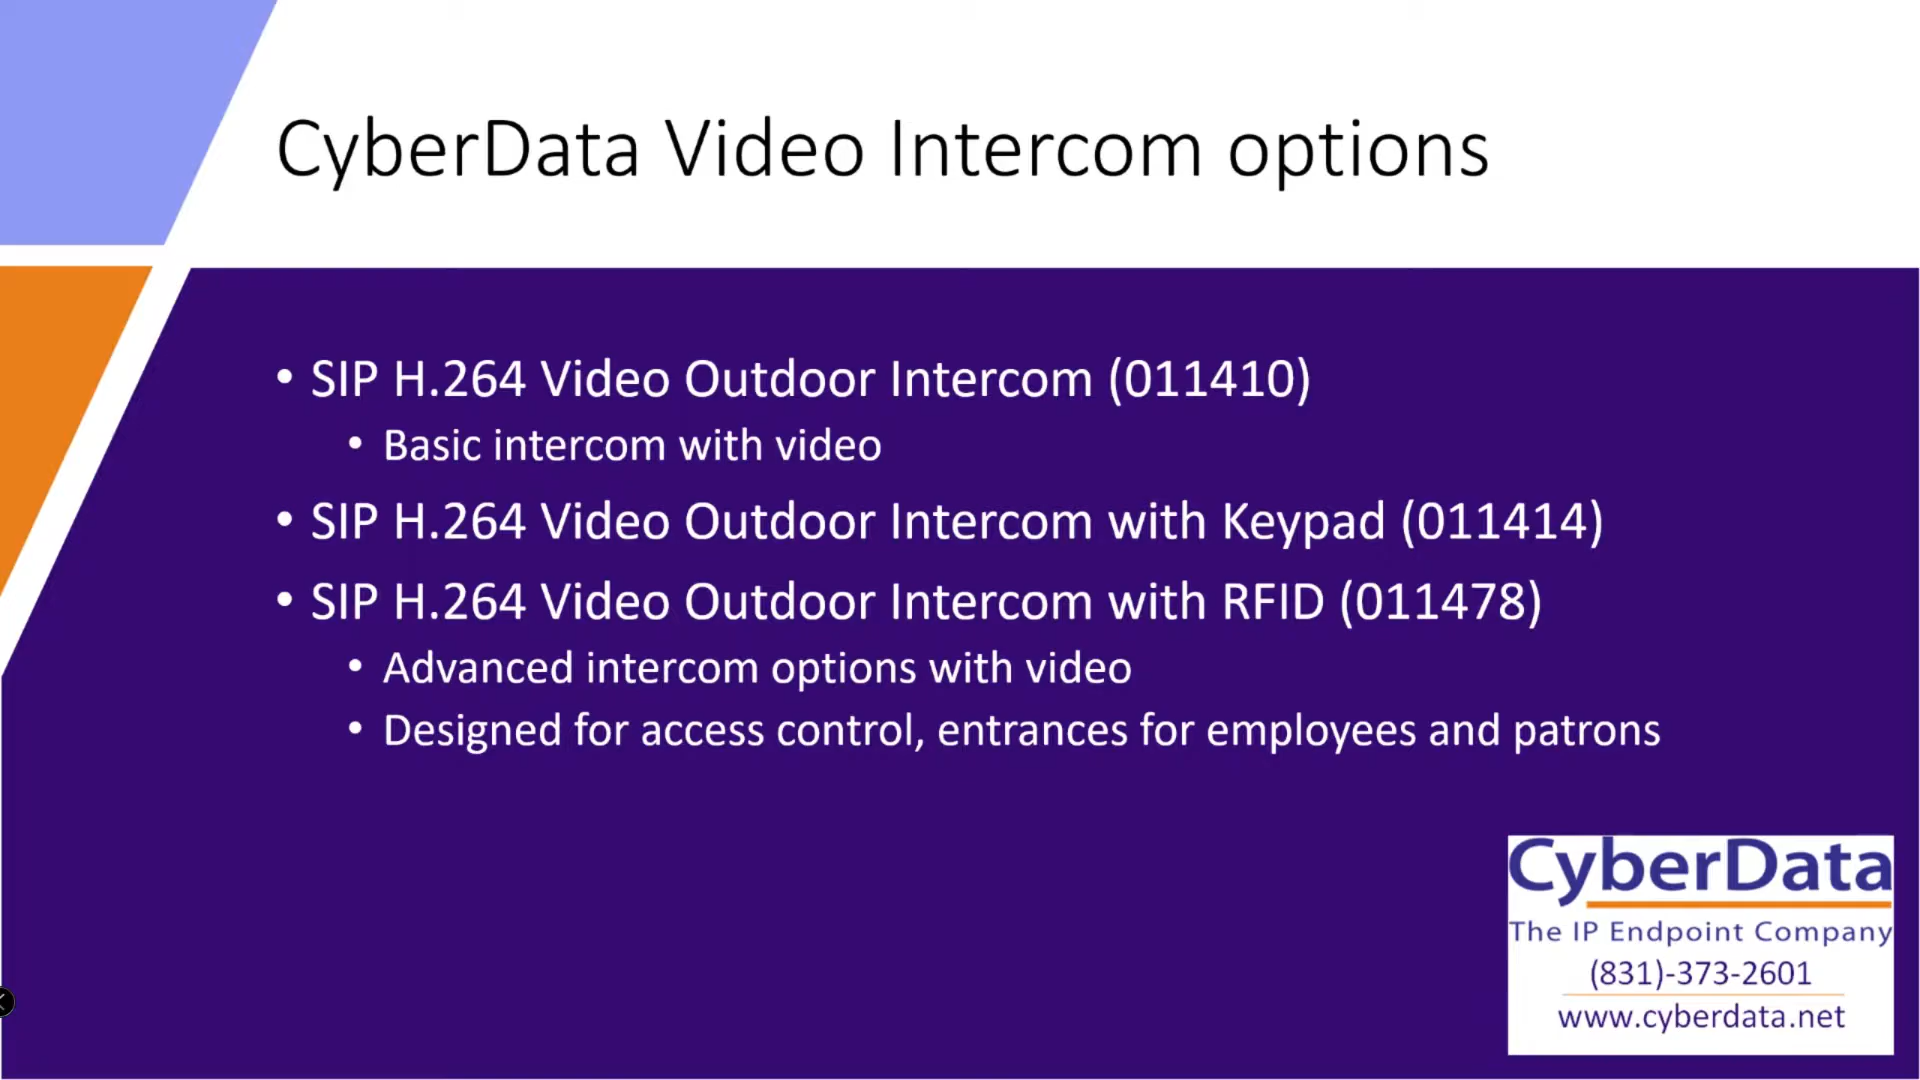 CyberData Video Intercom options
• SIP H.264 Video Outdoor Intercom (011410)
• Basic intercom with video
• SIP H.264 Video Outdoor Intercom with Keypad (011414)
• SIP H.264 Video Outdoor Intercom with RFID (011478)
• Advanced intercom options with video
• Designed for access control, entrances for employees and patrons
CyberData
The IP Endpoint Company
(831)-373-2601
www.cyberdata.net